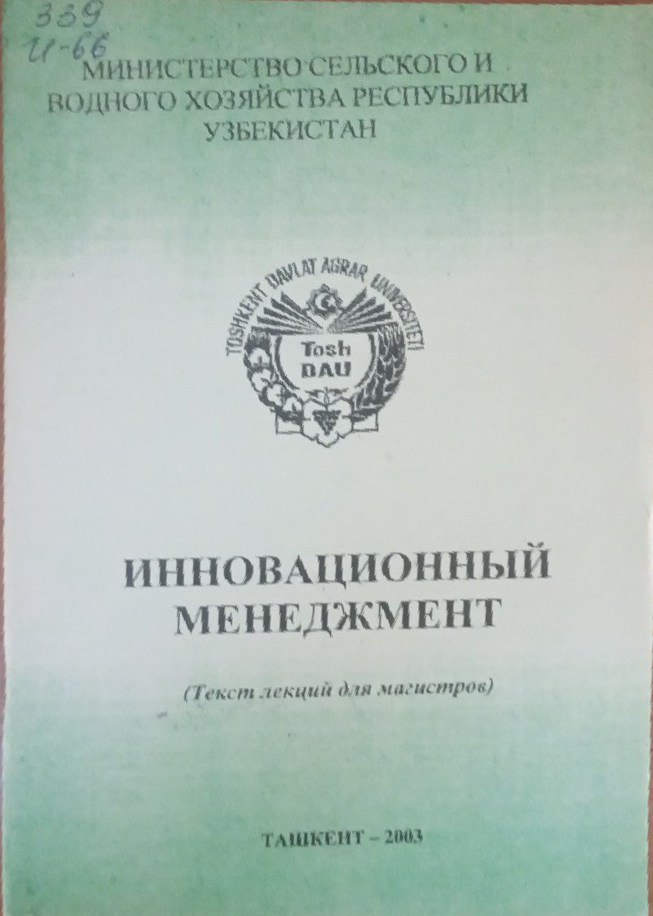 339
И-66
МИНИСТЕРСТВО СЕЛЬСКОГО И
ВОДНОГО ХОЗЯЙСТВА РЕСПУБЛИКИ
УЗБЕКИСТАН
TOSHKENT DAVLAT AGRAR UNIVERSITETI
Tosh
DAU
ИННОВАЦИОННЫЙ
МЕНЕДЖМЕНТ
(Текст лекций для магистров)
ТАШКЕНТ – 2003